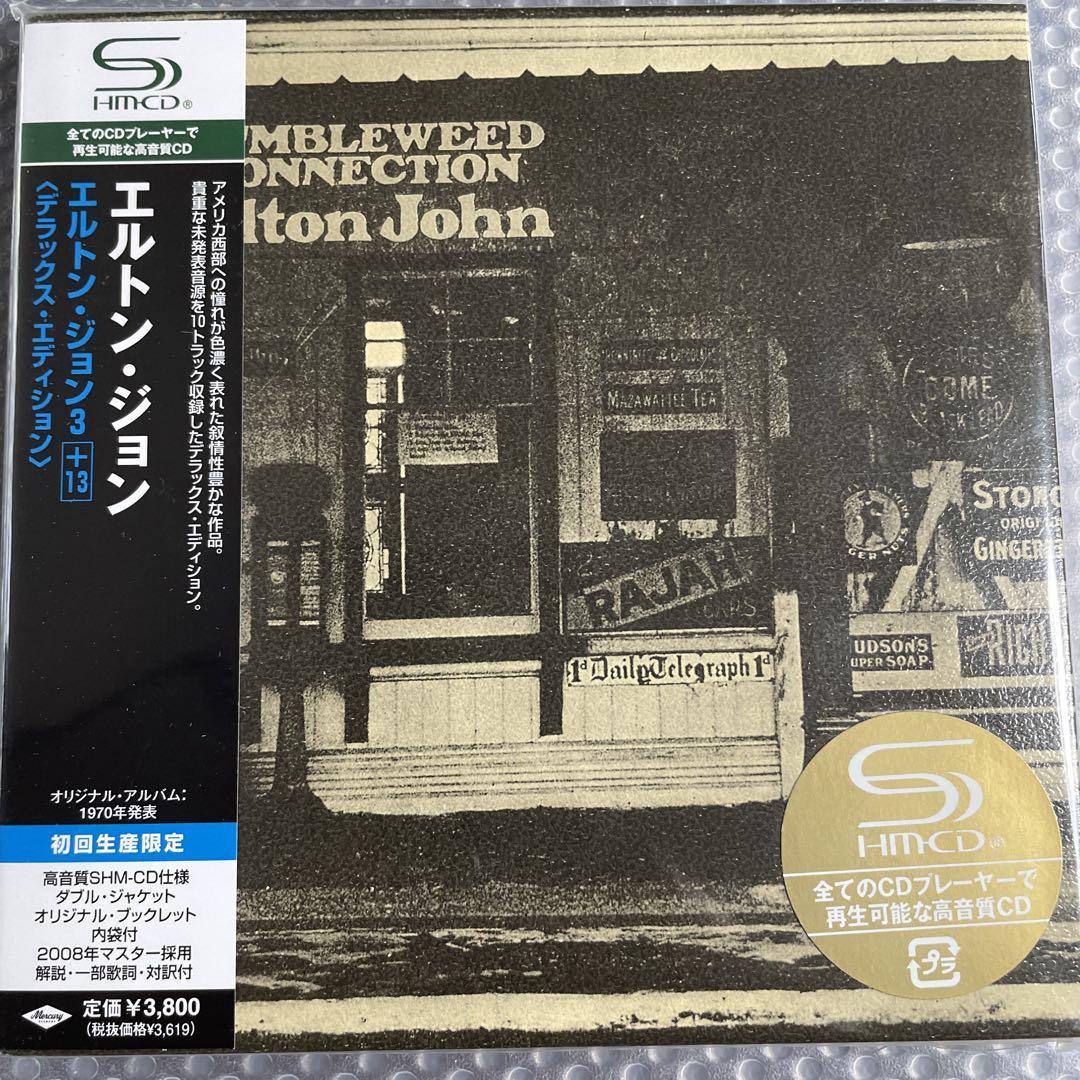 SHM-CD®
全てのCDプレーヤーで
再生可能な高音質CD
エルトン・ジョン
エルトン・ジョン3 +13
〈デラックス・エディション〉
アメリカ西部への憧れが色濃く表れた叙情性豊かな作品。
貴重な未発表音源を10トラック収録したデラックス・エディション。
オリジナル・アルバム:
1970年発表
初回生産限定
高音質SHM-CD仕様
ダブル・ジャケット
オリジナル・ブックレット
内袋付
2008年マスター採用
解説・一部歌詞・対訳付
Mercury
定価¥3,800
(税抜価格¥3,619)
UMBLEWEED
ONNECTION
lton John
MAZAWATTEE TEA
RAJAH
1d Daily Telegraph 1d
COME
GINGER
UDSON'S
UPER SOAP.
SHM-CD®
全てのCDプレーヤーで
再生可能な高音質CD
プラ